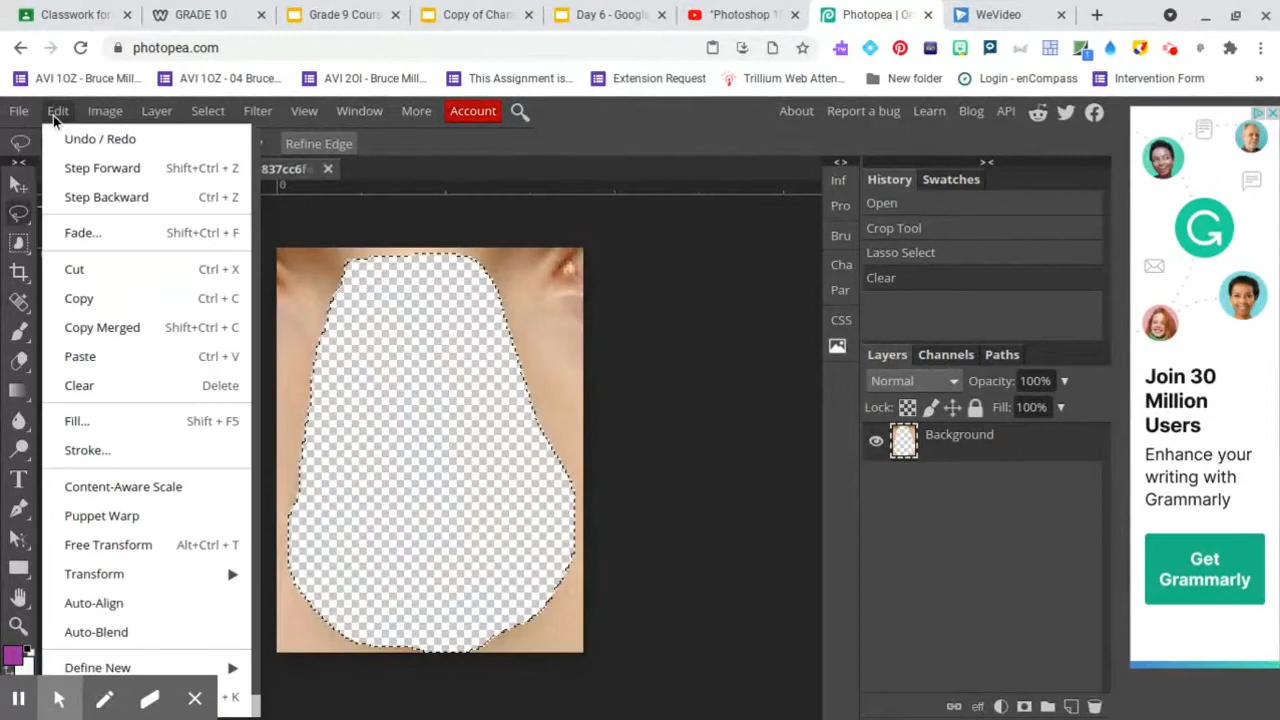 Classwork for
GRADE 10
Grade 9 Cours
Copy of Chara
Day 6 - Google
"Photoshop 1
Photopea | On
WeVideo
photopea.com
AVI 1OZ - Bruce Mill...
AVI 1OZ - 04 Bruce...
AVI 2OI - Bruce Mill...
This Assignment is...
Extension Request
Trillium Web Atten...
New folder
Login - enCompass
Intervention Form
»
File Edit Image Layer Select Filter View Window More Account
About Report a bug Learn Blog API
Refine Edge
837cc6f
0
Undo / Redo
Step Forward Shift+Ctrl + Z
Step Backward Ctrl + Z
Fade... Shift+Ctrl + F
Cut Ctrl + X
Copy Ctrl + C
Copy Merged Shift+Ctrl + C
Paste Ctrl + V
Clear Delete
Fill... Shift + F5
Stroke...
Content-Aware Scale
Puppet Warp
Free Transform Alt+Ctrl + T
Transform
Auto-Align
Auto-Blend
Define New
+ K
Inf
Pro
Bru
Cha
Par
CSS
History Swatches
Open
Crop Tool
Lasso Select
Clear
Layers Channels Paths
Normal Opacity: 100%
Lock: Fill: 100%
Background
eff
Join 30
Million
Users
Enhance your
writing with
Grammarly
Get
Grammarly